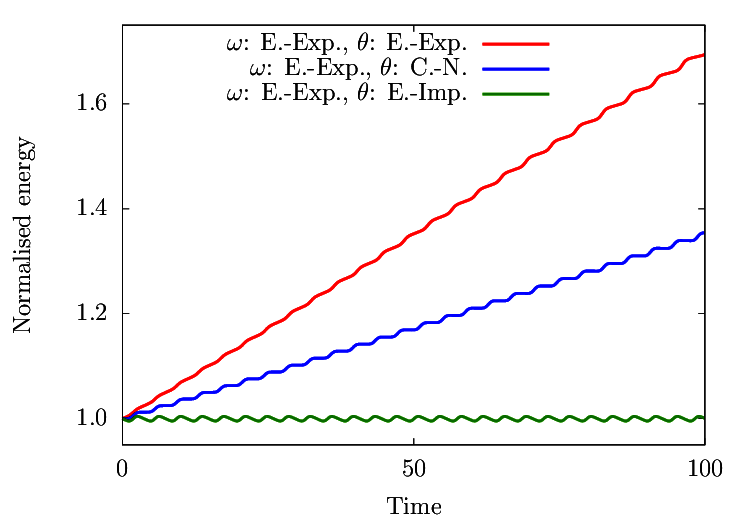 ω: E.-Exp., θ: E.-Exp.
ω: E.-Exp., θ: C.-N.
ω: E.-Exp., θ: E.-Imp.
1.6
1.4
1.2
1.0
Normalised energy
0 50 100
Time